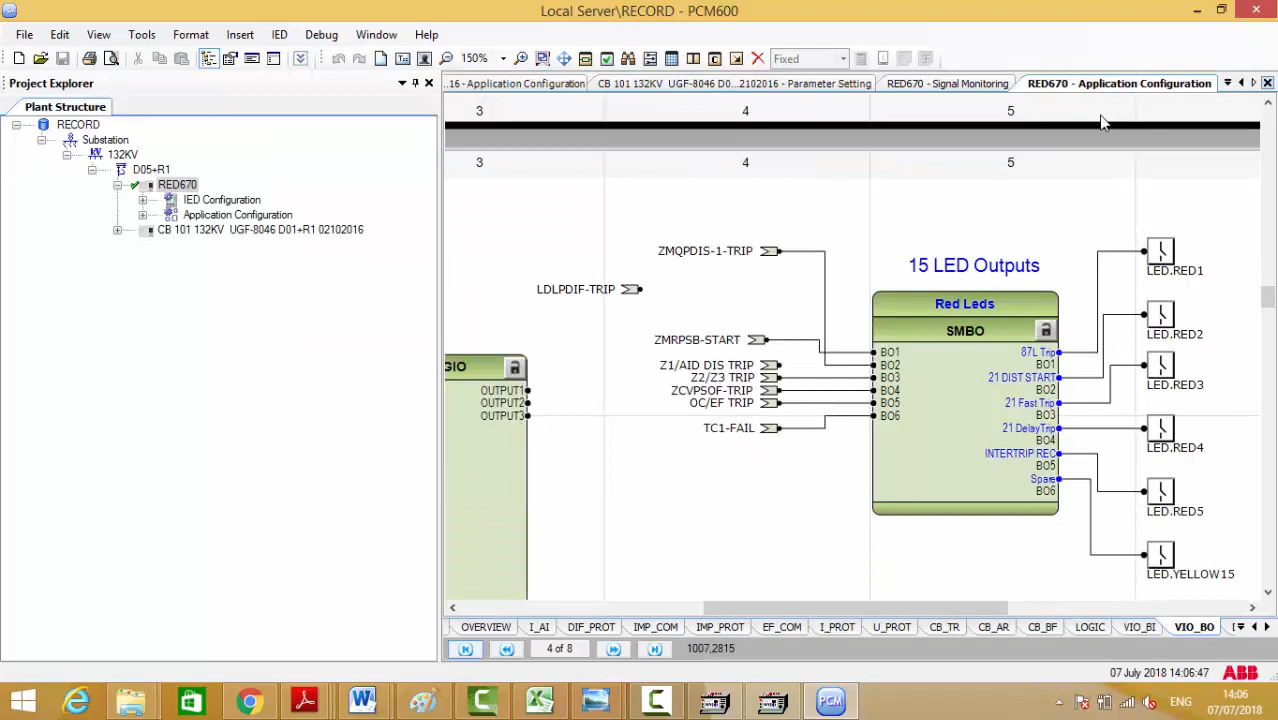 Local Server\RECORD - PCM600
File Edit View Tools Format Insert IED Debug Window Help
150% Fixed
Project Explorer
Plant Structure
RECORD
Substation
132KV
D05+R1
RED670
IED Configuration
Application Configuration
CB 101 132KV UGF-8046 D01+R1 02102016
..16 - Application Configuration CB 101 132KV UGF-8046 D0...2102016 - Parameter Setting RED670 - Signal Monitoring RED670 - Application Configuration
3 4 5
3 4 5
ZMQPDIS-1-TRIP
LDLPDIF-TRIP
ZMRPSB-START
Z1/AID DIS TRIP
Z2/Z3 TRIP
ZCVPSOF-TRIP
OC/EF TRIP
TC1-FAIL
GIO
OUTPUT1
OUTPUT2
OUTPUT3
15 LED Outputs
Red Leds
SMBO
BO1
BO2
BO3
BO4
BO5
BO6
87L Trip
BO1
21 DIST START
BO2
21 Fast Trip
BO3
21 DelayTrip
BO4
INTERTRIP REC
BO5
Spare
BO6
LED.RED1
LED.RED2
LED.RED3
LED.RED4
LED.RED5
LED.YELLOW15
OVERVIEW I_AI DIF_PROT IMP_COM IMP_PROT EF_COM I_PROT U_PROT CB_TR CB_AR CB_BF LOGIC VIO_BI VIO_BO
4 of 8 1007,2815
07 July 2018 14:06:47 ABB
PCM
ENG
14:06
07/07/2018